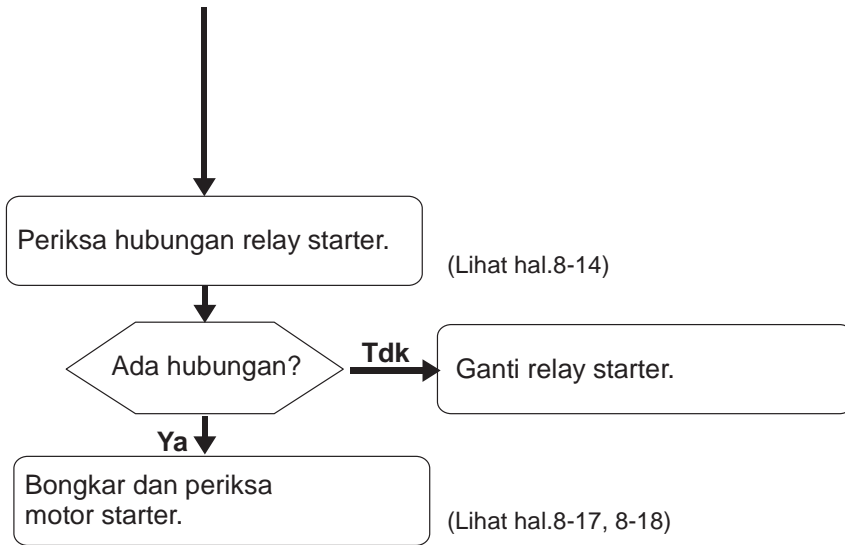 Periksa hubungan relay starter.
(Lihat hal.8-14)
Ada hubungan?
Tdk
Ganti relay starter.
Ya
Bongkar dan periksa
motor starter.
(Lihat hal.8-17, 8-18)